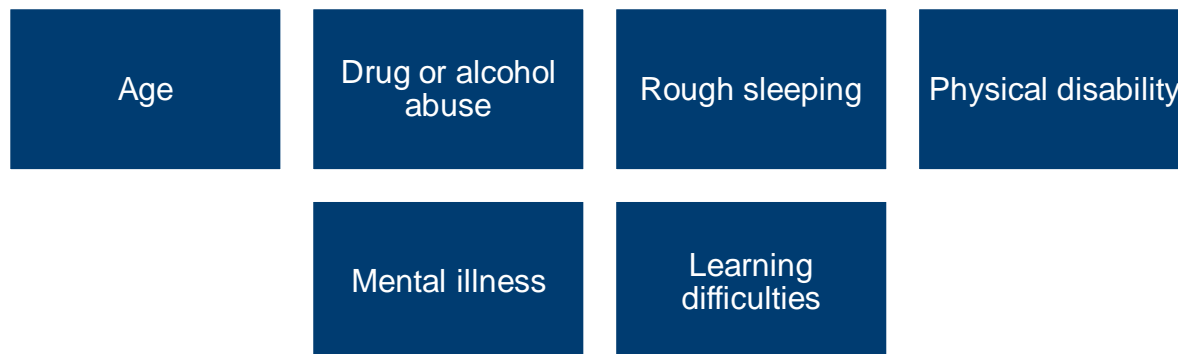 Age
Drug or alcohol
abuse
Rough sleeping
Physical disability
Mental illness
Learning
difficulties